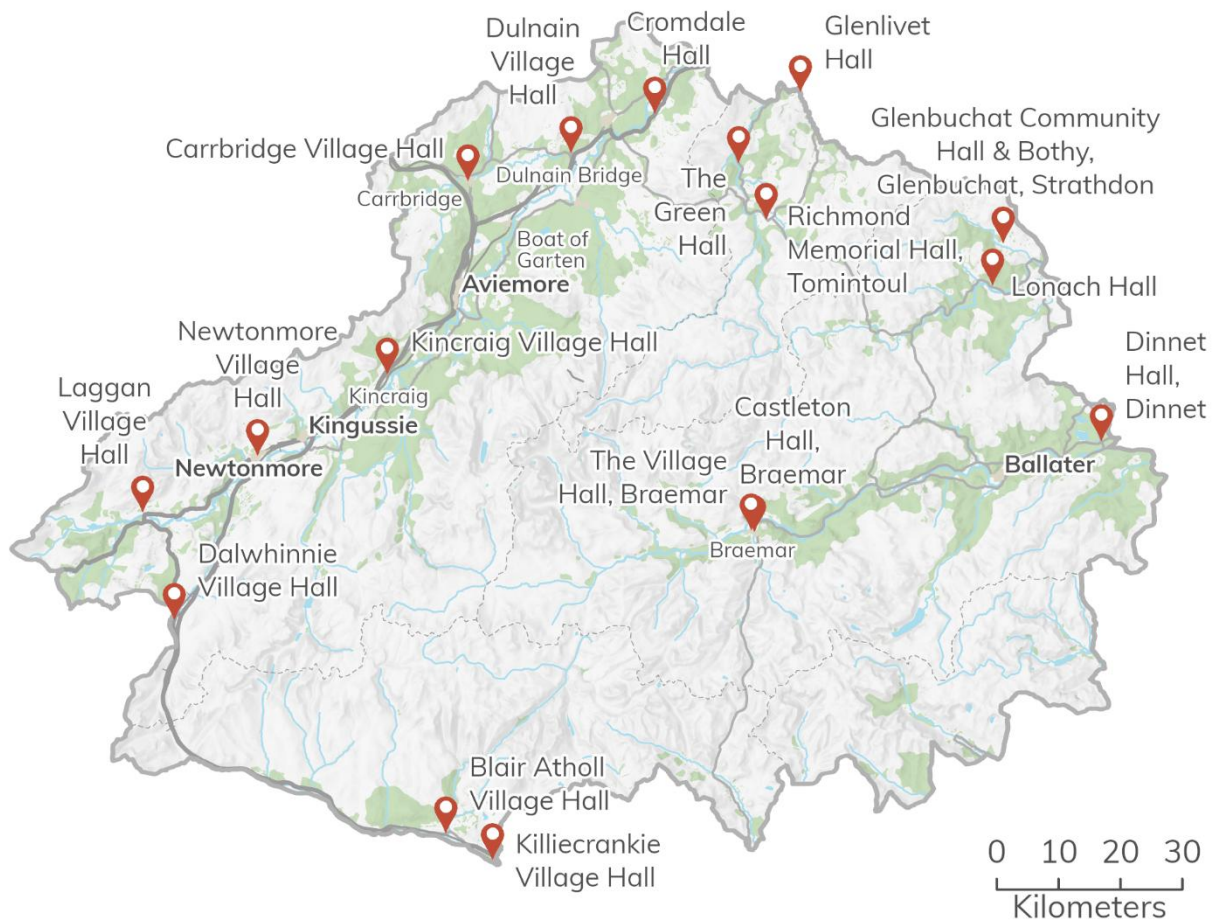 Cromdale
Hall
Dulnain
Village
Hall
Glenlivet
Hall
Glenbuchat Community
Hall & Bothy,
Glenbuchat, Strathdon
Carrbridge Village Hall
Dulnain Bridge
Carrbridge
The
Green
Hall
Richmond
Memorial Hall,
Tomintoul
Boat of
Garten
Aviemore
Lonach Hall
Newtonmore
Village
Hall
Kincraig Village Hall
Kincraig
Dinnet
Hall,
Dinnet
Laggan
Village
Hall
Kingussie
Newtonmore
Castleton
Hall,
Braemar
The Village
Hall, Braemar
Ballater
Braemar
Dalwhinnie
Village Hall
Blair Atholl
Village Hall
Killiecrankie
Village Hall
0 10 20 30
Kilometers